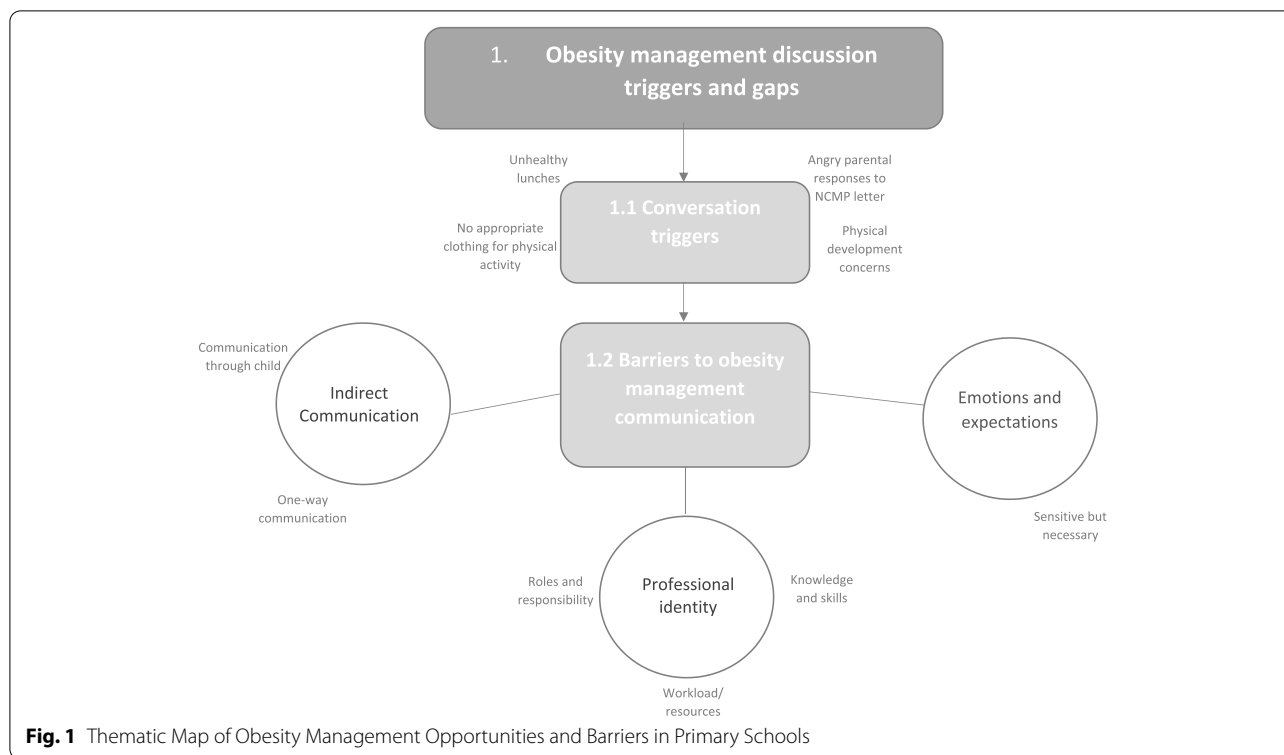 1. Obesity management discussion
triggers and gaps
Unhealthy
lunches
Angry parental
responses to
NCMP letter
1.1 Conversation
triggers
No appropriate
clothing for physical
activity
Physical
development
concerns
1.2 Barriers to obesity
management
communication
Communication
through child
Indirect
Communication
One-way
communication
Emotions and
expectations
Sensitive but
necessary
Roles and
responsibility
Professional
identity
Knowledge
and skills
Workload/
resources
Fig. 1 Thematic Map of Obesity Management Opportunities and Barriers in Primary Schools